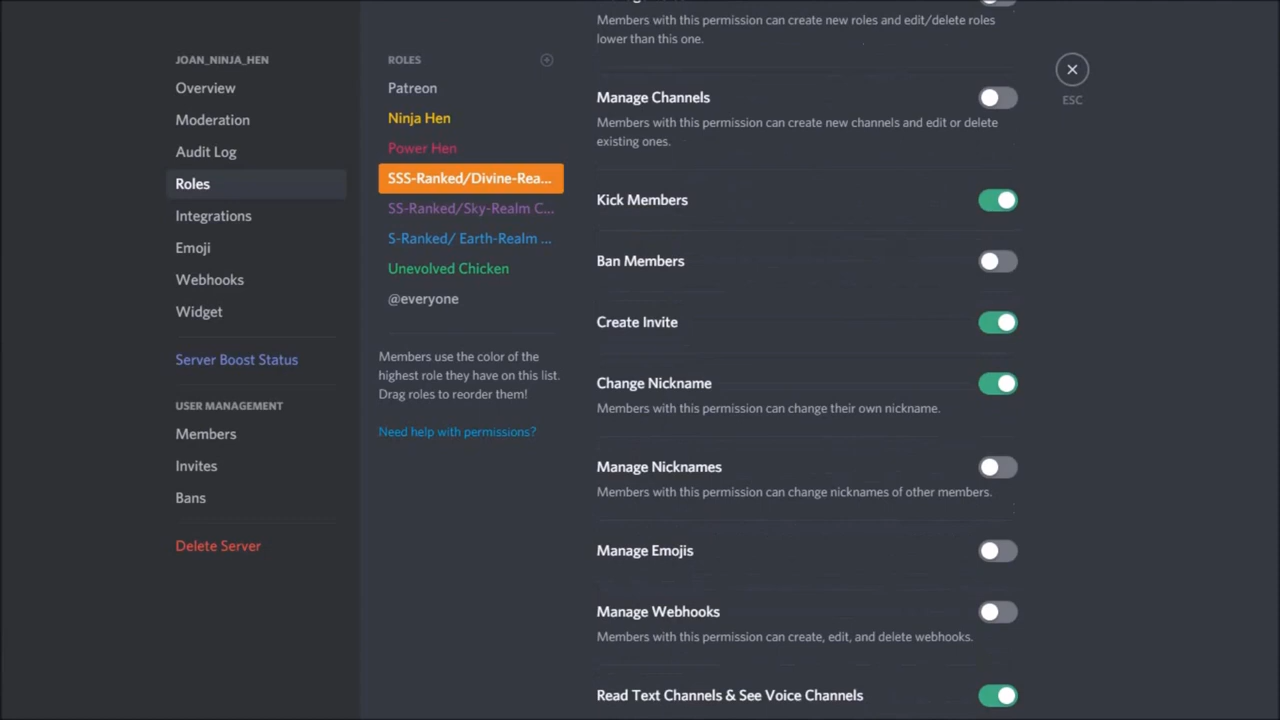 JOAN_NINJA_HEN
Overview
Moderation
Audit Log
Roles
Integrations
Emoji
Webhooks
Widget
Server Boost Status
USER MANAGEMENT
Members
Invites
Bans
Delete Server
ROLES
Patreon
Ninja Hen
Power Hen
SSS-Ranked/Divine-Rea...
SS-Ranked/Sky-Realm C...
S-Ranked/ Earth-Realm ...
Unevolved Chicken
@everyone
Members use the color of the
highest role they have on this list.
Drag roles to reorder them!
Need help with permissions?
Members with this permission can create new roles and edit/delete roles
lower than this one.
Manage Channels
Members with this permission can create new channels and edit or delete
existing ones.
Kick Members
Ban Members
Create Invite
Change Nickname
Members with this permission can change their own nickname.
Manage Nicknames
Members with this permission can change nicknames of other members.
Manage Emojis
Manage Webhooks
Members with this permission can create, edit, and delete webhooks.
Read Text Channels & See Voice Channels
ESC